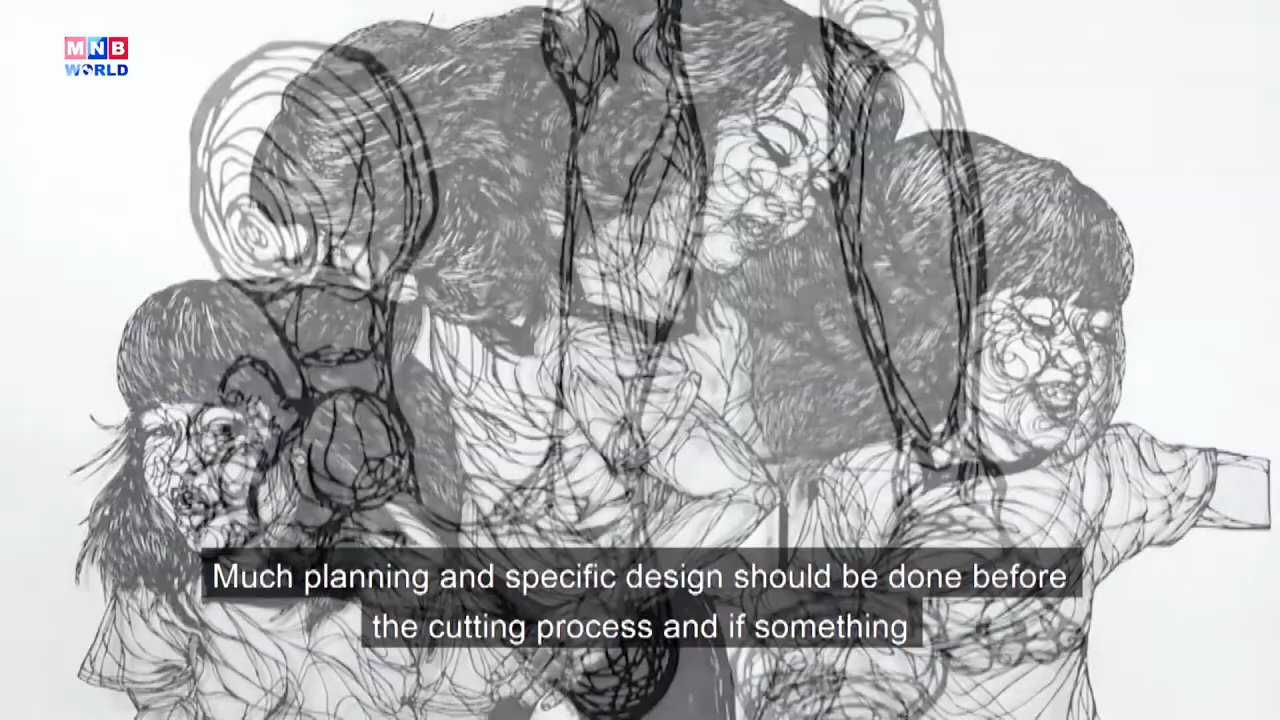 MNB
WORLD
Much planning and specific design should be done before
the cutting process and if something